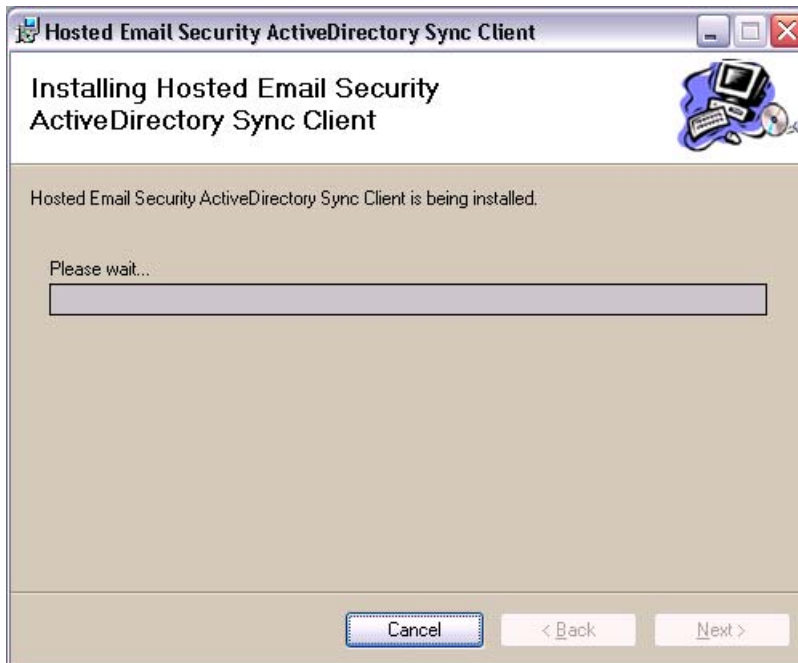 Hosted Email Security ActiveDirectory Sync Client
Installing Hosted Email Security
ActiveDirectory Sync Client
Hosted Email Security ActiveDirectory Sync Client is being installed.
Please wait...
Cancel
< Back
Next >